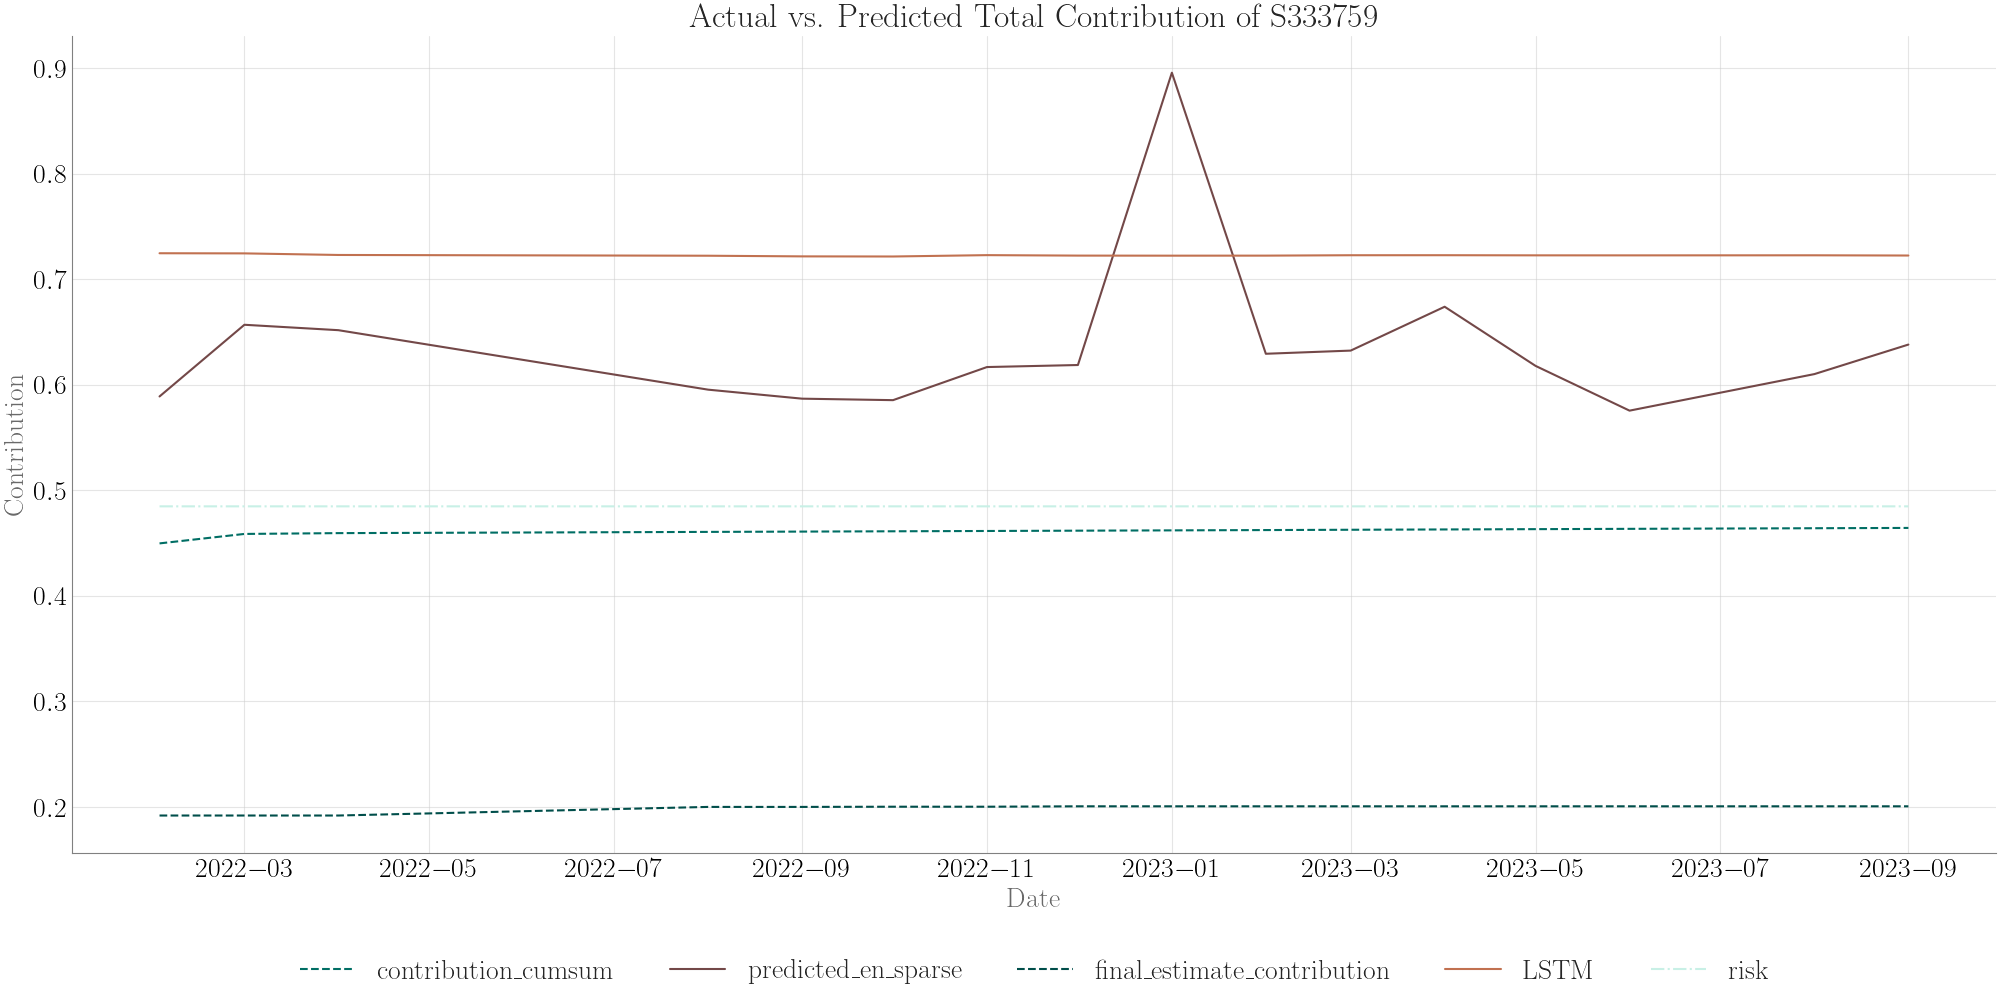 Actual vs. Predicted Total Contribution of S333759
0.9
0.8
0.7
0.6
0.5
0.4
0.3
0.2
Contribution
2022–03 2022–05 2022–07 2022–09 2022–11 2023–01 2023–03 2023–05 2023–07 2023–09
Date
contribution_cumsum predicted_en_sparse final_estimate_contribution LSTM risk